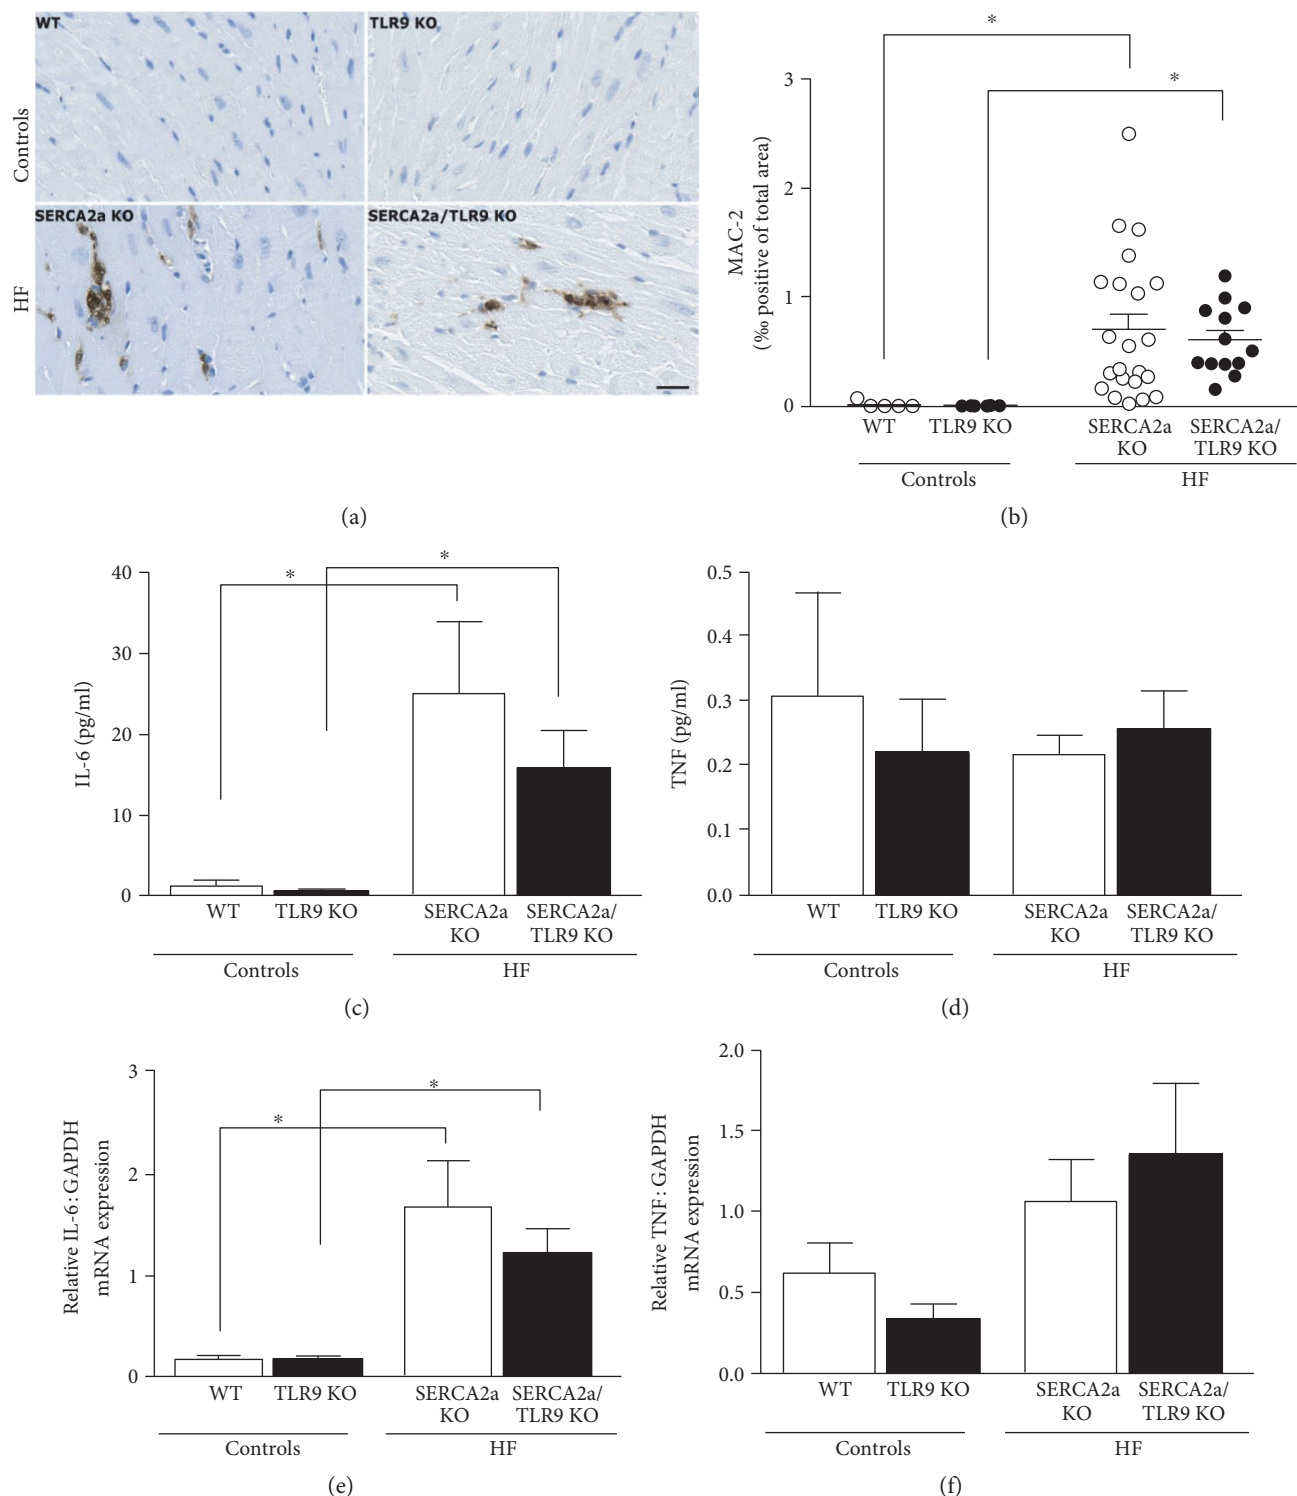 WT
TLR9 KO
Controls
SERCA2a KO
SERCA2a/TLR9 KO
HF
(a)
*
*
MAC-2
(‰ positive of total area)
3
2
1
0
WT
TLR9 KO
SERCA2a
KO
SERCA2a/
TLR9 KO
Controls
HF
(b)
*
*
IL-6 (pg/ml)
40
30
20
10
0
WT
TLR9 KO
SERCA2a
KO
SERCA2a/
TLR9 KO
Controls
HF
(c)
TNF (pg/ml)
0.5
0.4
0.3
0.2
0.1
0.0
WT
TLR9 KO
SERCA2a
KO
SERCA2a/
TLR9 KO
Controls
HF
(d)
*
*
Relative IL-6 : GAPDH
mRNA expression
3
2
1
0
WT
TLR9 KO
SERCA2a
KO
SERCA2a/
TLR9 KO
Controls
HF
(e)
Relative TNF : GAPDH
mRNA expression
2.0
1.5
1.0
0.5
0.0
WT
TLR9 KO
SERCA2a
KO
SERCA2a/
TLR9 KO
Controls
HF
(f)